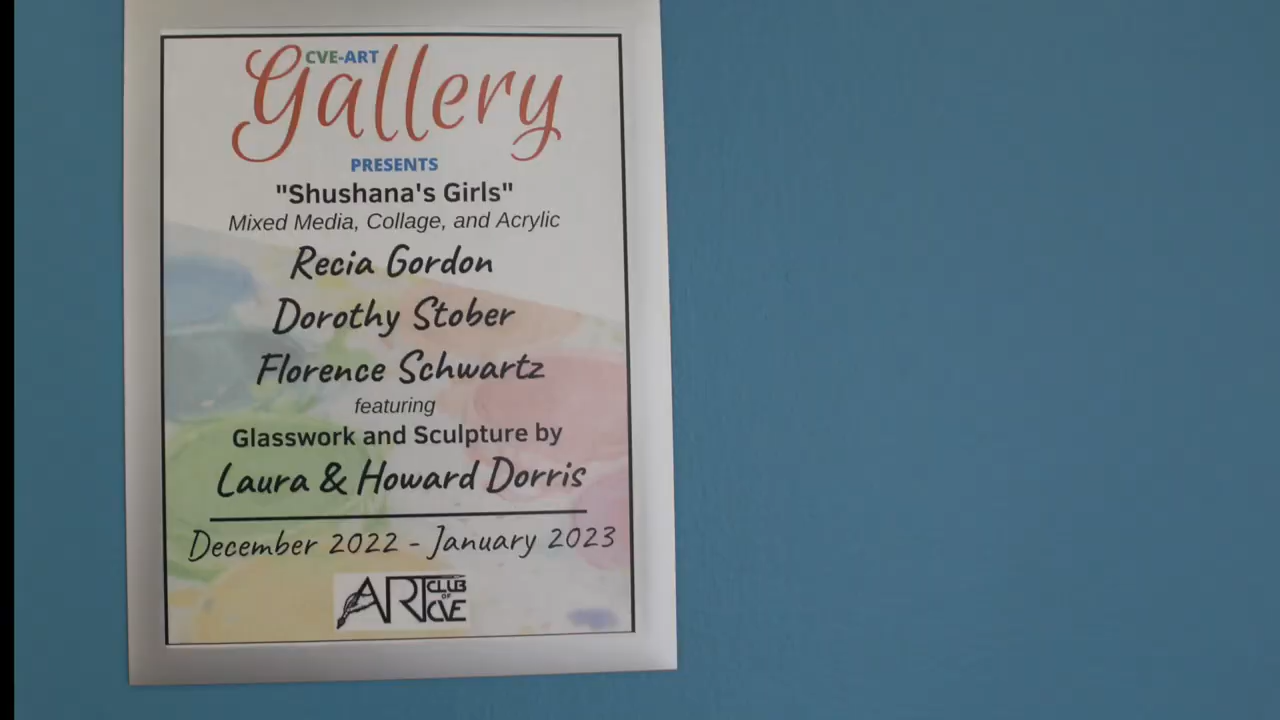 CVE-ART
Gallery
PRESENTS
"Shushana's Girls"
Mixed Media, Collage, and Acrylic
Recia Gordon
Dorothy Stober
Florence Schwartz
featuring
Glasswork and Sculpture by
Laura & Howard Dorris
December 2022 - January 2023
ART CLUB OF CVE